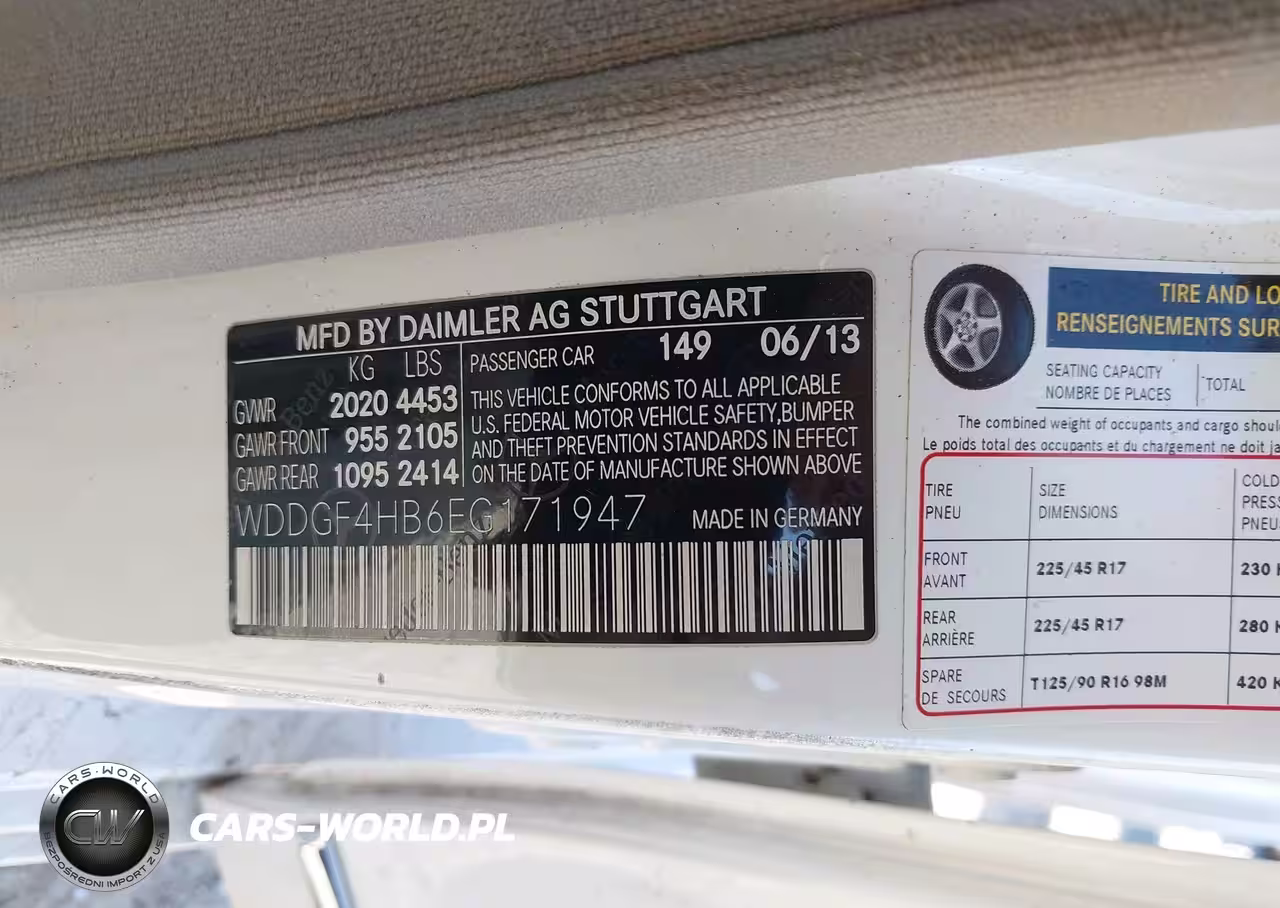 MFD BY DAIMLER AG STUTTGART
KG LBS
GVWR 2020 4453
GAWR FRONT 955 2105
GAWR REAR 1095 2414
PASSENGER CAR 149 06/13
THIS VEHICLE CONFORMS TO ALL APPLICABLE
U.S. FEDERAL MOTOR VEHICLE SAFETY,BUMPER
AND THEFT PREVENTION STANDARDS IN EFFECT
ON THE DATE OF MANUFACTURE SHOWN ABOVE
WDDGF4HB6EG171947 MADE IN GERMANY
TIRE AND LO
RENSEIGNEMENTS SUR
SEATING CAPACITY
NOMBRE DE PLACES
TOTAL
The combined weight of occupants and cargo shoul
Le poids total des occupants et du chargement ne doit ja
TIRE SIZE COLD
PNEU DIMENSIONS PRES
PNEU
FRONT
AVANT
225/45 R17 230
REAR
ARRIÈRE
225/45 R17 280
SPARE
DE SECOURS
T125/90 R16 98M 420
CARS-WORLD
CW
BEZPOŚREDNI IMPORT Z USA
CARS-WORLD.PL